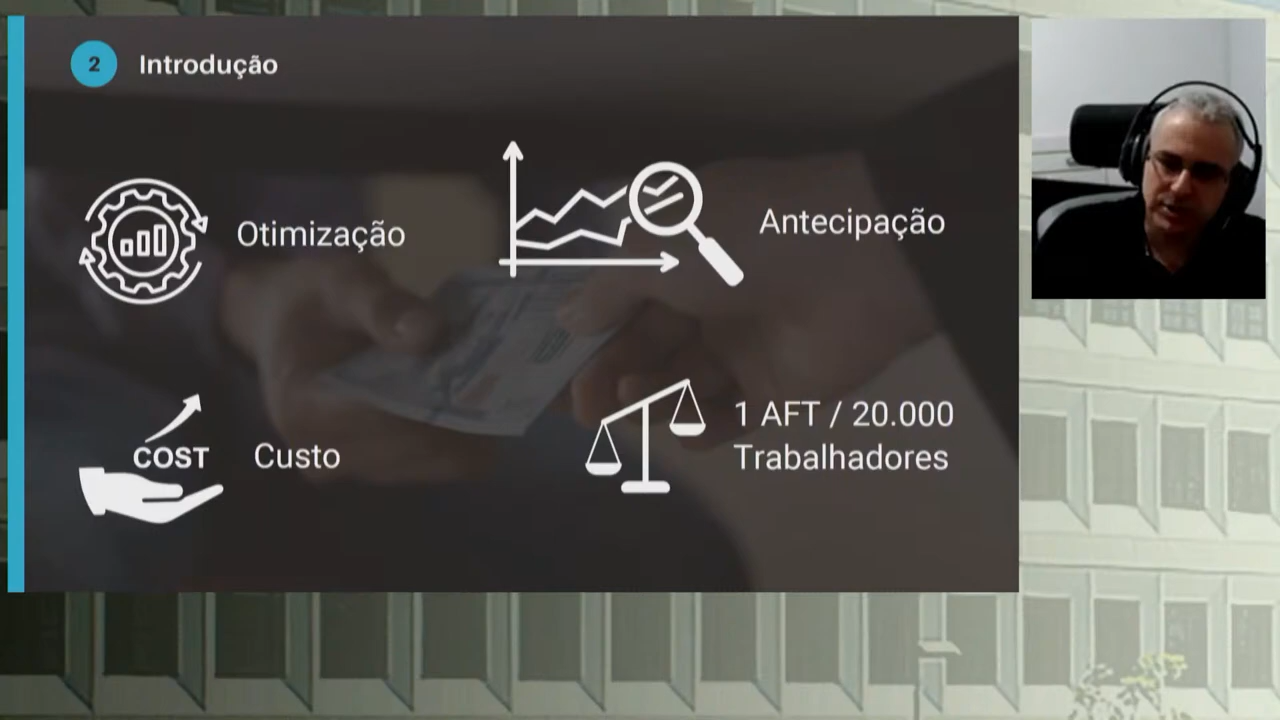 2 Introdução
Otimização
Antecipação
COST
Custo
1 AFT / 20.000
Trabalhadores